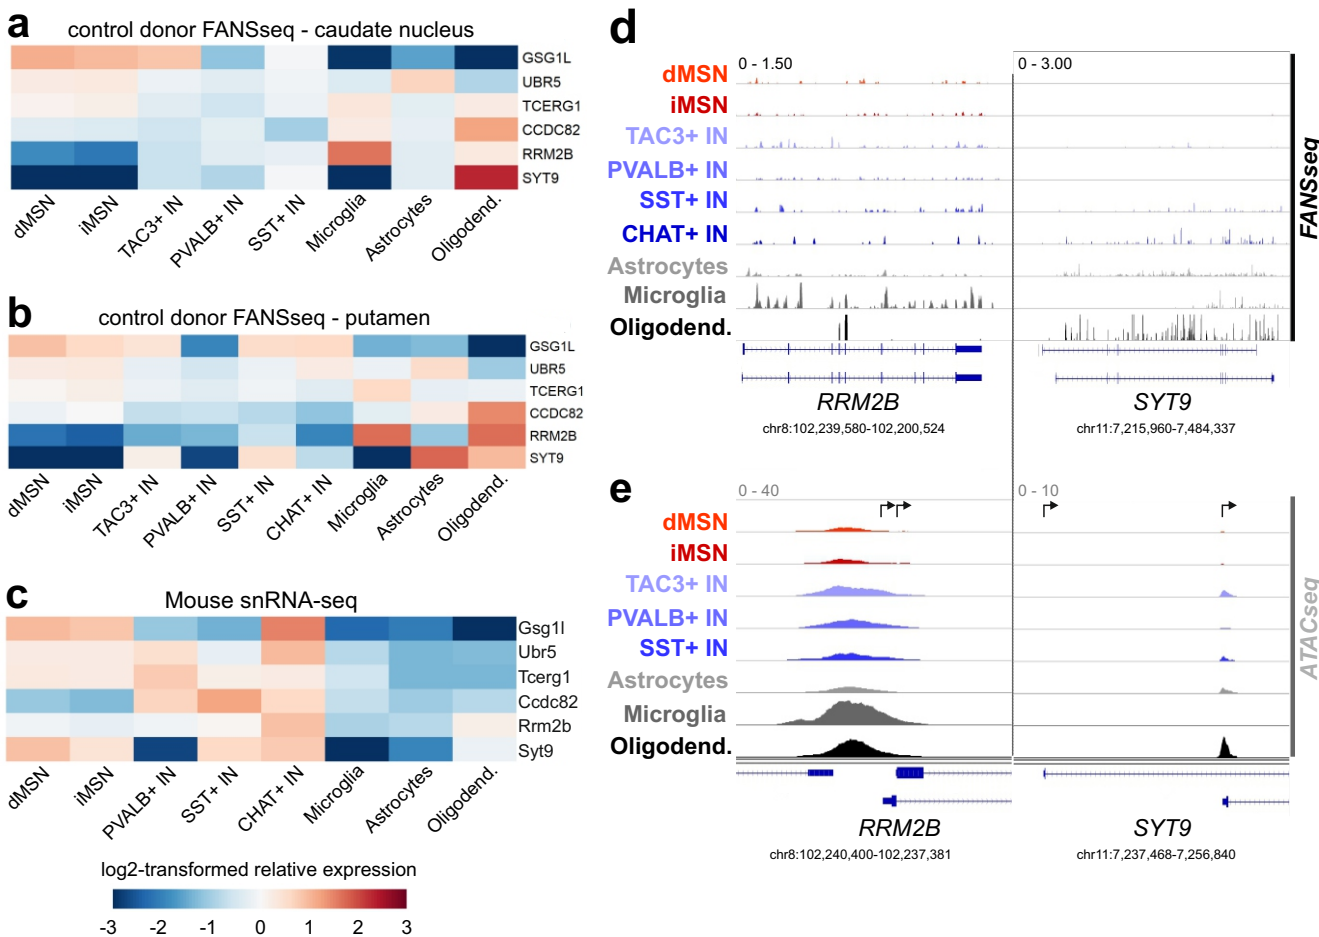 a
control donor FANSseq - caudate nucleus
GSG1L
UBR5
TCERG1
CCDC82
RRM2B
SYT9
dMSN
iMSN
TAC3+ IN
PVALB+ IN
SST+ IN
Microglia
Astrocytes
Oligodend.
b
control donor FANSseq - putamen
GSG1L
UBR5
TCERG1
CCDC82
RRM2B
SYT9
dMSN
iMSN
TAC3+ IN
PVALB+ IN
SST+ IN
CHAT+ IN
Microglia
Astrocytes
Oligodend.
c
Mouse snRNA-seq
Gsg1l
Ubr5
Tcerg1
Ccdc82
Rrm2b
Syt9
dMSN
iMSN
PVALB+ IN
SST+ IN
CHAT+ IN
Microglia
Astrocytes
Oligodend.
log2-transformed relative expression
-3 -2 -1 0 1 2 3
d
0 - 1.50
0 - 3.00
dMSN
iMSN
TAC3+ IN
PVALB+ IN
SST+ IN
CHAT+ IN
Astrocytes
Microglia
Oligodend.
FANSseq
RRM2B
chr8:102,239,580-102,200,524
SYT9
chr11:7,215,960-7,484,337
e
0 - 40
0 - 10
dMSN
iMSN
TAC3+ IN
PVALB+ IN
SST+ IN
Astrocytes
Microglia
Oligodend.
ATACseq
RRM2B
chr8:102,240,400-102,237,381
SYT9
chr11:7,237,468-7,256,840